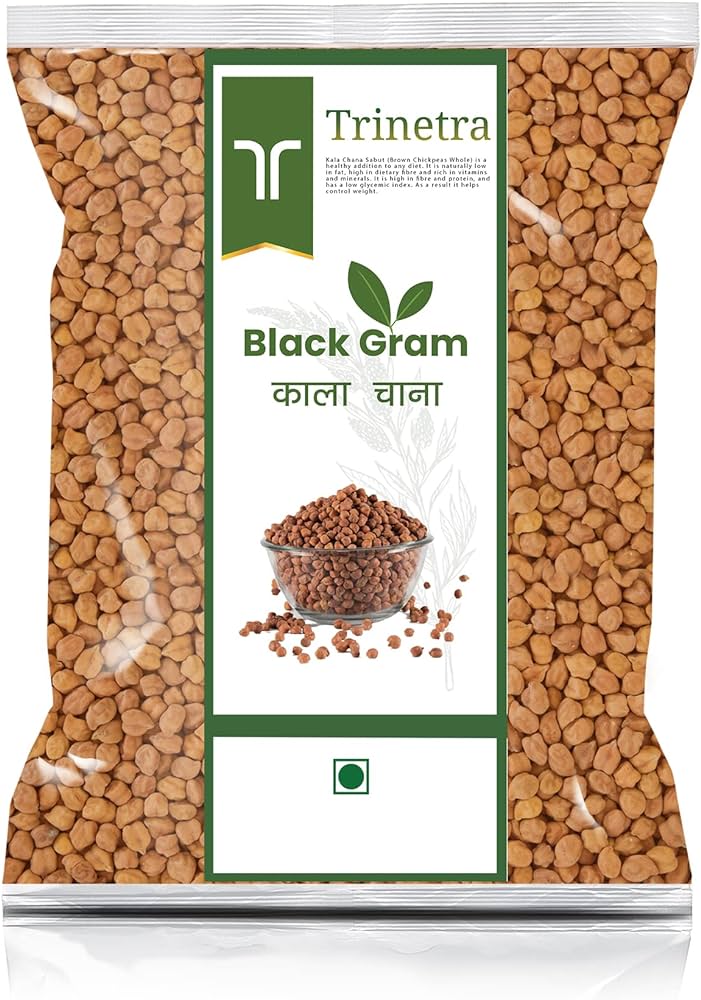 Trinetra
Kala Chana Sabut (Brown Chickpeas Whole) is a
healthy addition to any diet. It is naturally low
in fat, high in dietary fibre and rich in vitamins
and minerals. It is high in fibre and protein, and
has a low glycemic index. As a result it helps
control weight.
Black Gram
काला चाना